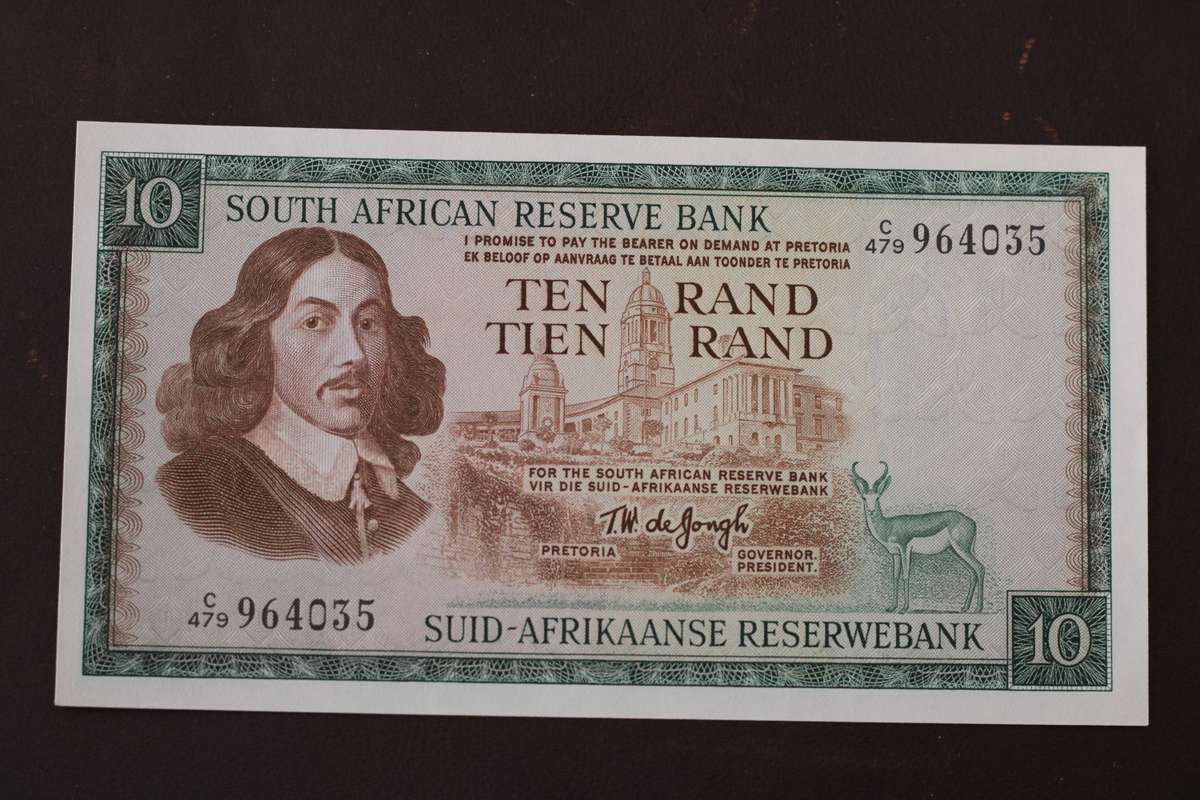 10
SOUTH AFRICAN RESERVE BANK
I PROMISE TO PAY THE BEARER ON DEMAND AT PRETORIA
EK BELOOF OP AANVRAAG TE BETAAL AAN TOONDER TE PRETORIA
C/479 964035
TEN RAND
TIEN RAND
FOR THE SOUTH AFRICAN RESERVE BANK
VIR DIE SUID-AFRIKAANSE RESERWEBANK
T.W. de Jongh
PRETORIA
GOVERNOR.
PRESIDENT.
C/479 964035
SUID-AFRIKAANSE RESERWEBANK
10